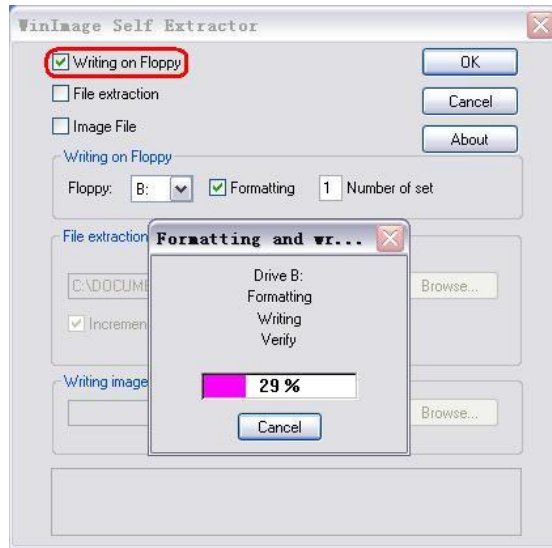 WinImage Self Extractor
Writing on Floppy
OK
File extraction
Cancel
Image File
About
Writing on Floppy
Floppy: B: Formatting 1 Number of set
File extraction
Formatting and wr...
Drive B:
Formatting
Writing
Verify
C:\DOCUME
Browse...
Incremen
Writing image
29 %
Browse...
Cancel